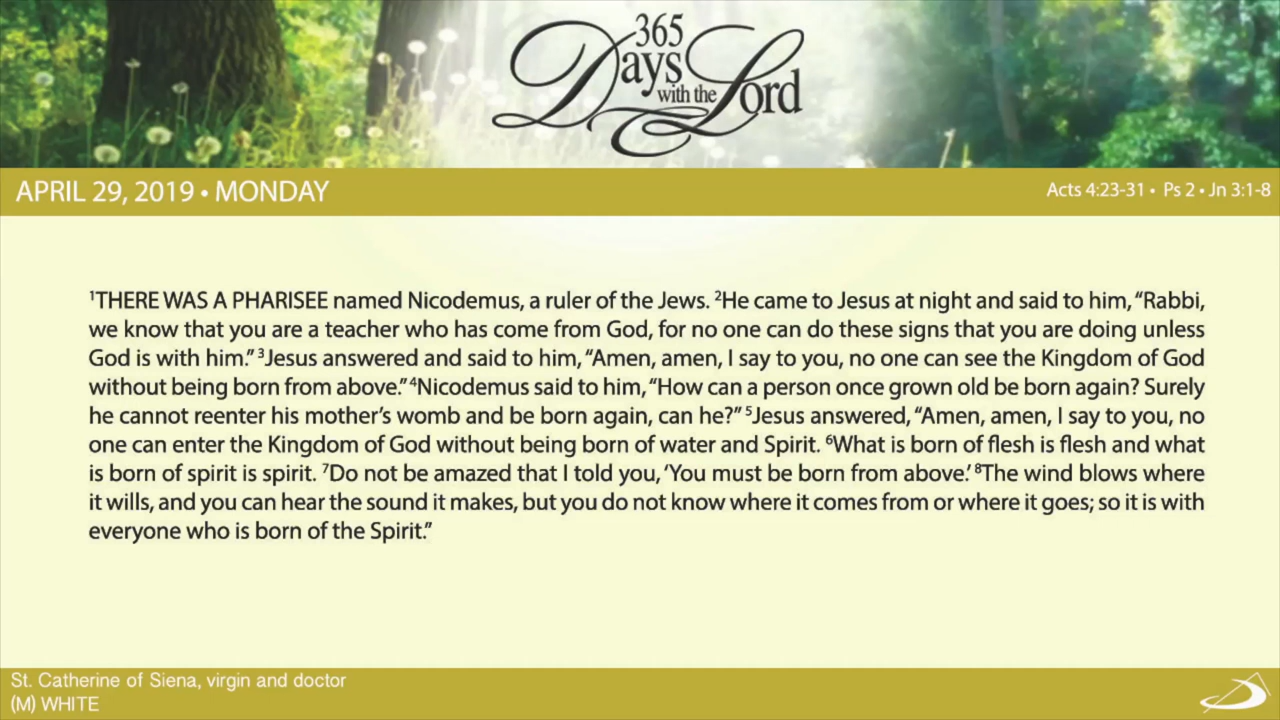 365
Days
with the Lord
APRIL 29, 2019 • MONDAY
Acts 4:23-31 • Ps 2 • Jn 3:1-8
¹THERE WAS A PHARISEE named Nicodemus, a ruler of the Jews. ²He came to Jesus at night and said to him, “Rabbi,
we know that you are a teacher who has come from God, for no one can do these signs that you are doing unless
God is with him.” ³Jesus answered and said to him, “Amen, amen, I say to you, no one can see the Kingdom of God
without being born from above.” ⁴Nicodemus said to him, “How can a person once grown old be born again? Surely
he cannot reenter his mother’s womb and be born again, can he?” ⁵Jesus answered, “Amen, amen, I say to you, no
one can enter the Kingdom of God without being born of water and Spirit. ⁶What is born of flesh is flesh and what
is born of spirit is spirit. ⁷Do not be amazed that I told you, ‘You must be born from above.’ ⁸The wind blows where
it wills, and you can hear the sound it makes, but you do not know where it comes from or where it goes; so it is with
everyone who is born of the Spirit.”
St. Catherine of Siena, virgin and doctor
(M) WHITE